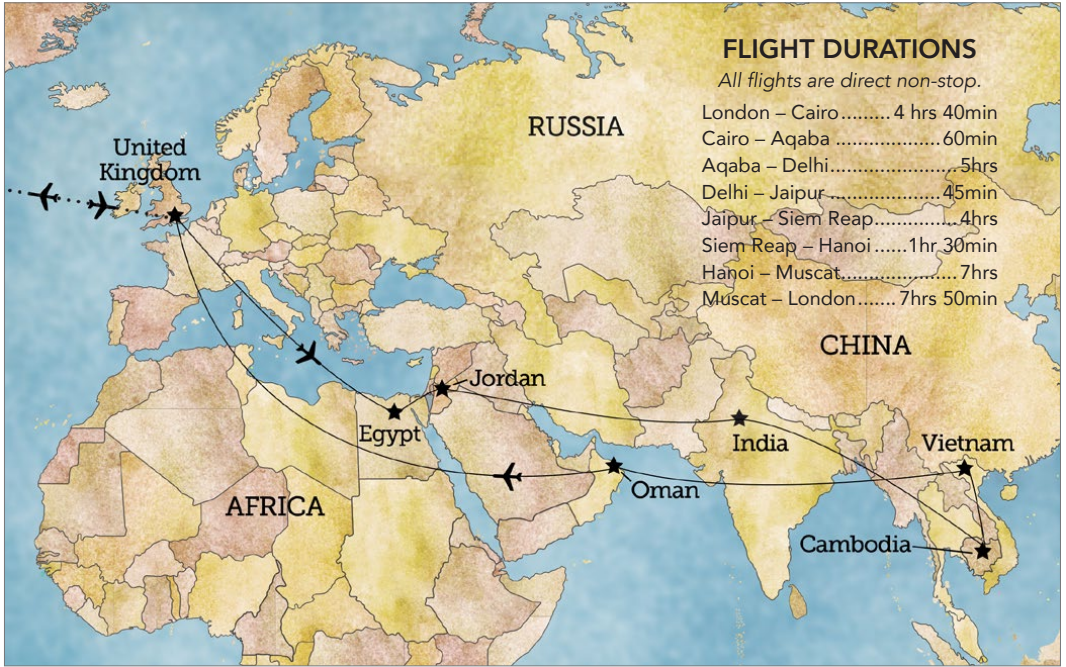 FLIGHT DURATIONS
All flights are direct non-stop.
London – Cairo......... 4 hrs 40min
Cairo – Aqaba ....................60min
Aqaba – Delhi.......................5hrs
Delhi – Jaipur .....................45min
Jaipur – Siem Reap...............4hrs
Siem Reap – Hanoi ......1hr 30min
Hanoi – Muscat.....................7hrs
Muscat – London....... 7hrs 50min
RUSSIA
United
Kingdom
CHINA
Jordan
Egypt
India
Vietnam
Oman
AFRICA
Cambodia